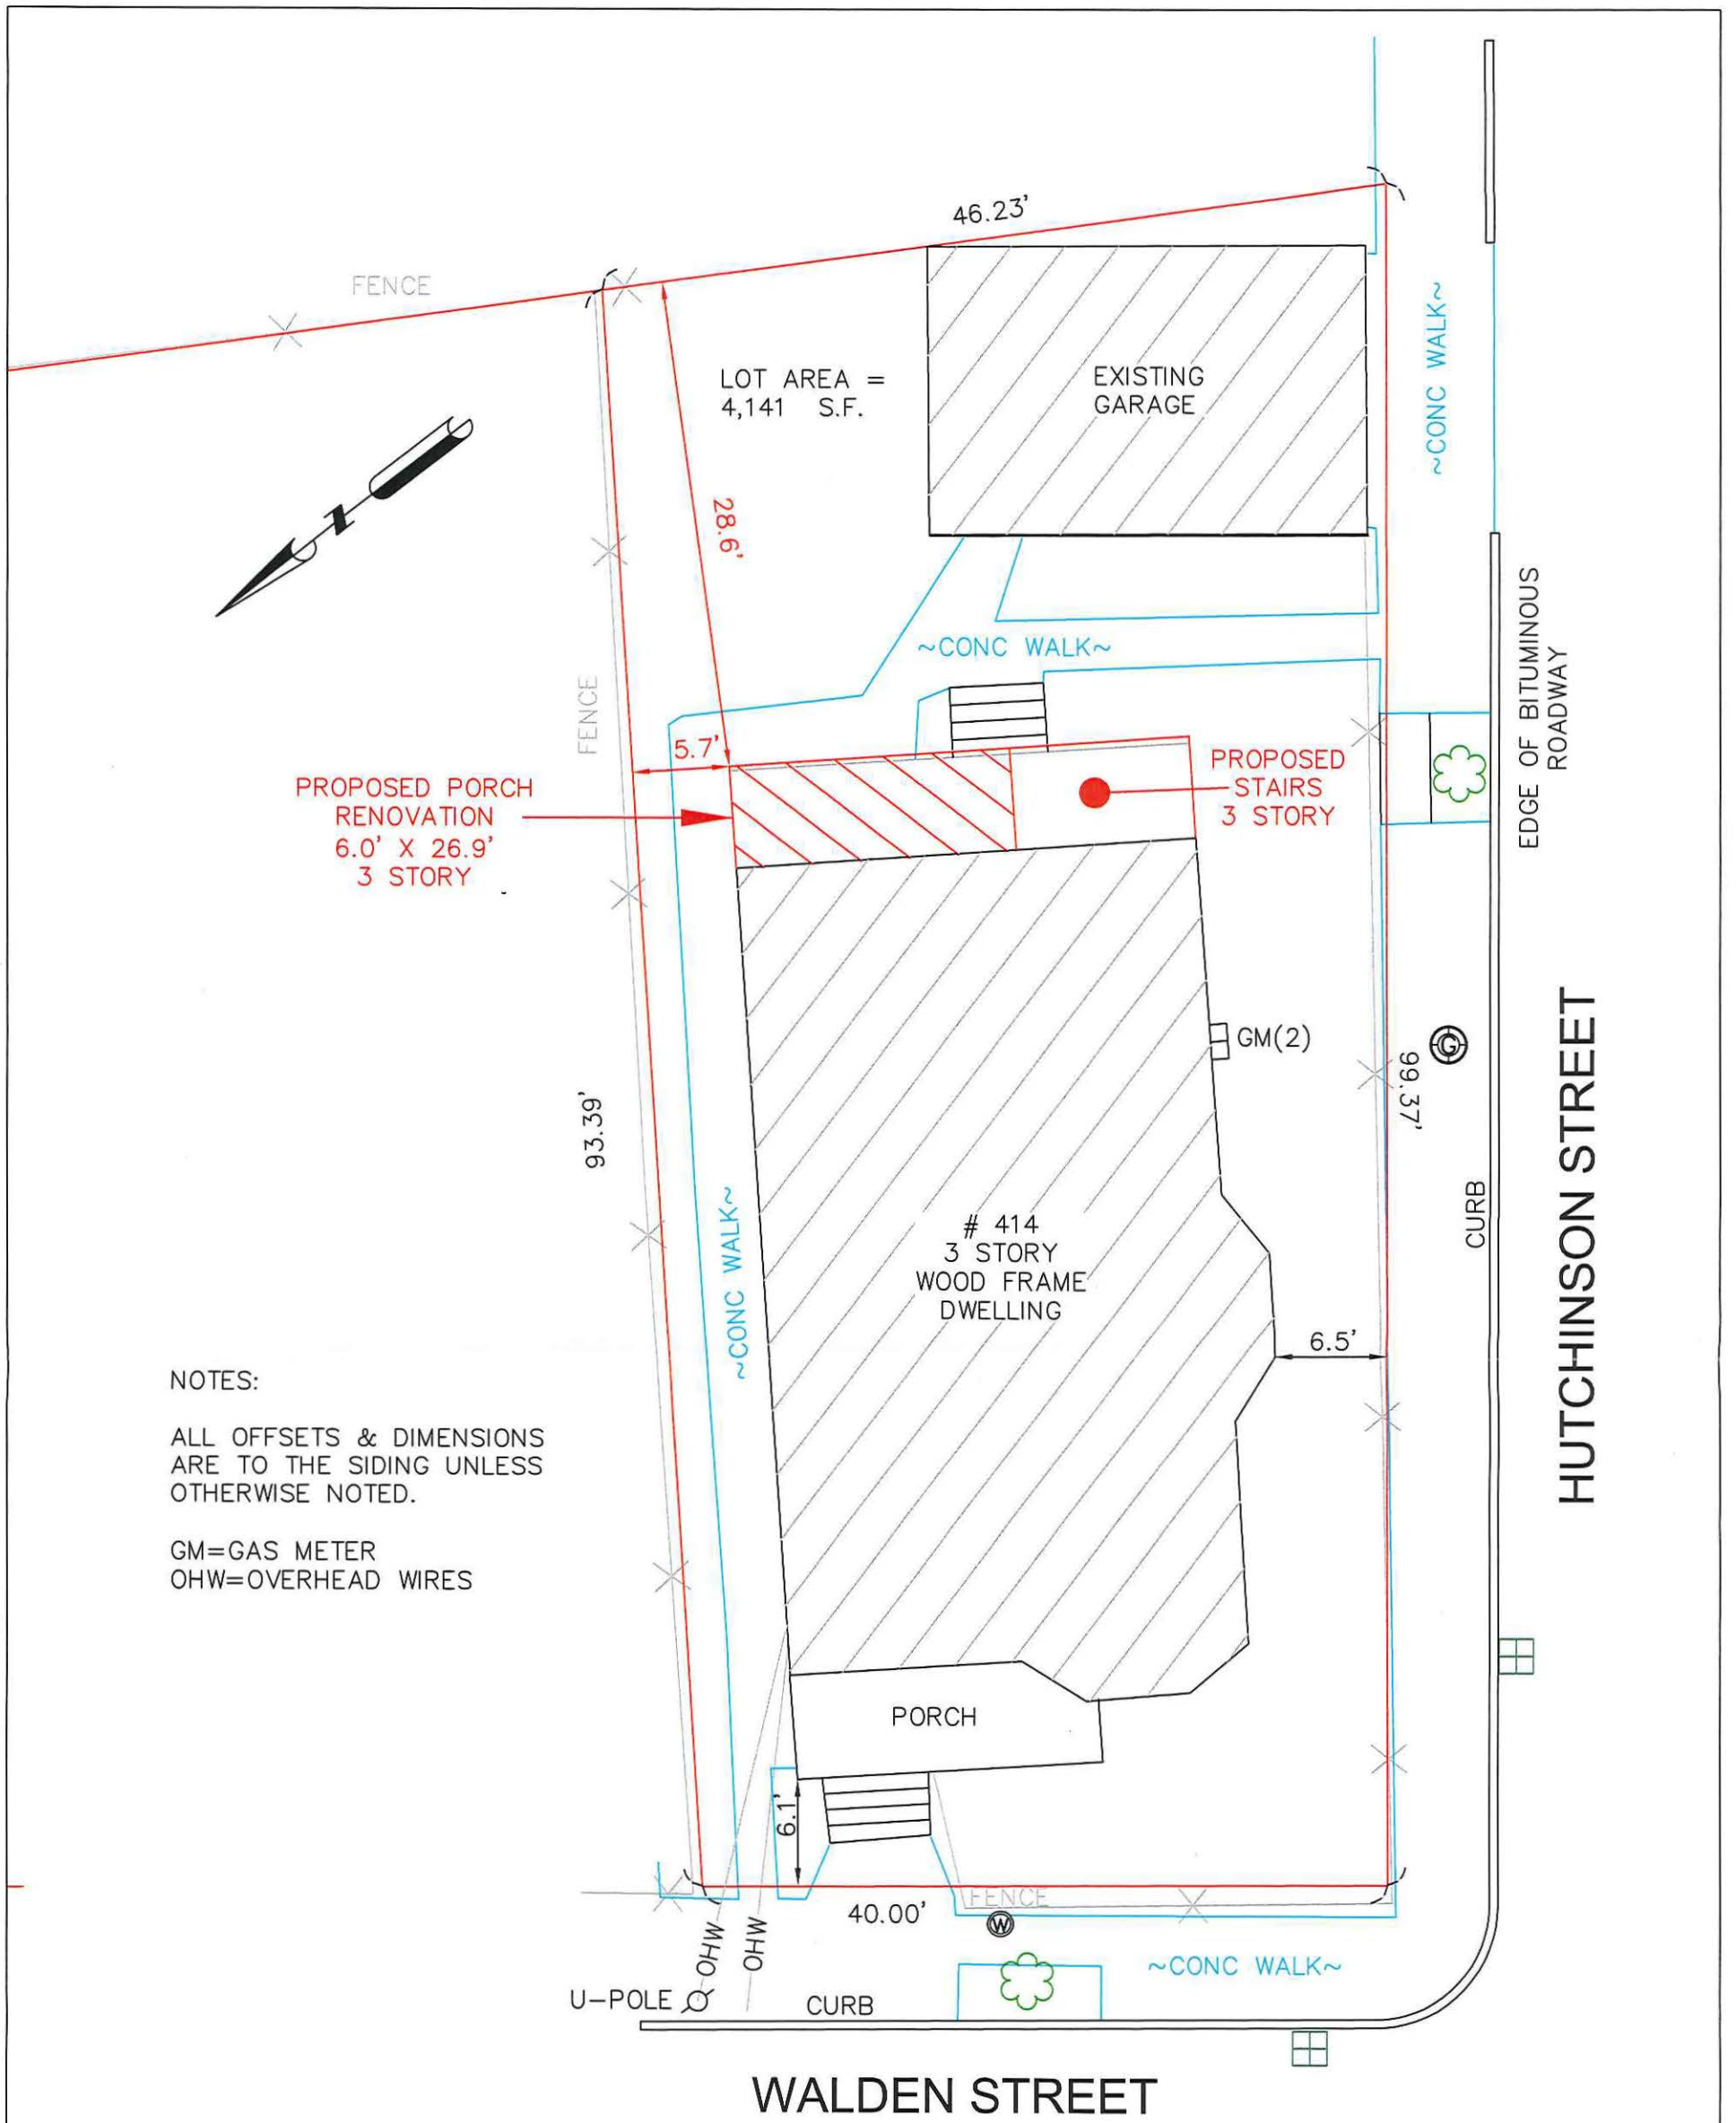 46.23'
FENCE
LOT AREA =
4,141 S.F.
EXISTING
GARAGE
~CONC WALK~
N
28.6'
~CONC WALK~
EDGE OF BITUMINOUS
ROADWAY
FENCE
5.7'
PROPOSED PORCH
RENOVATION
6.0' X 26.9'
3 STORY
PROPOSED
STAIRS
3 STORY
GM(2)
G
99.37'
93.39'
HUTCHINSON STREET
CURB
~CONC WALK~
# 414
3 STORY
WOOD FRAME
DWELLING
6.5'
NOTES:
ALL OFFSETS & DIMENSIONS
ARE TO THE SIDING UNLESS
OTHERWISE NOTED.
GM=GAS METER
OHW=OVERHEAD WIRES
PORCH
6.1'
FENCE
40.00'
W
OHW
OHW
~CONC WALK~
U-POLE
CURB
WALDEN STREET